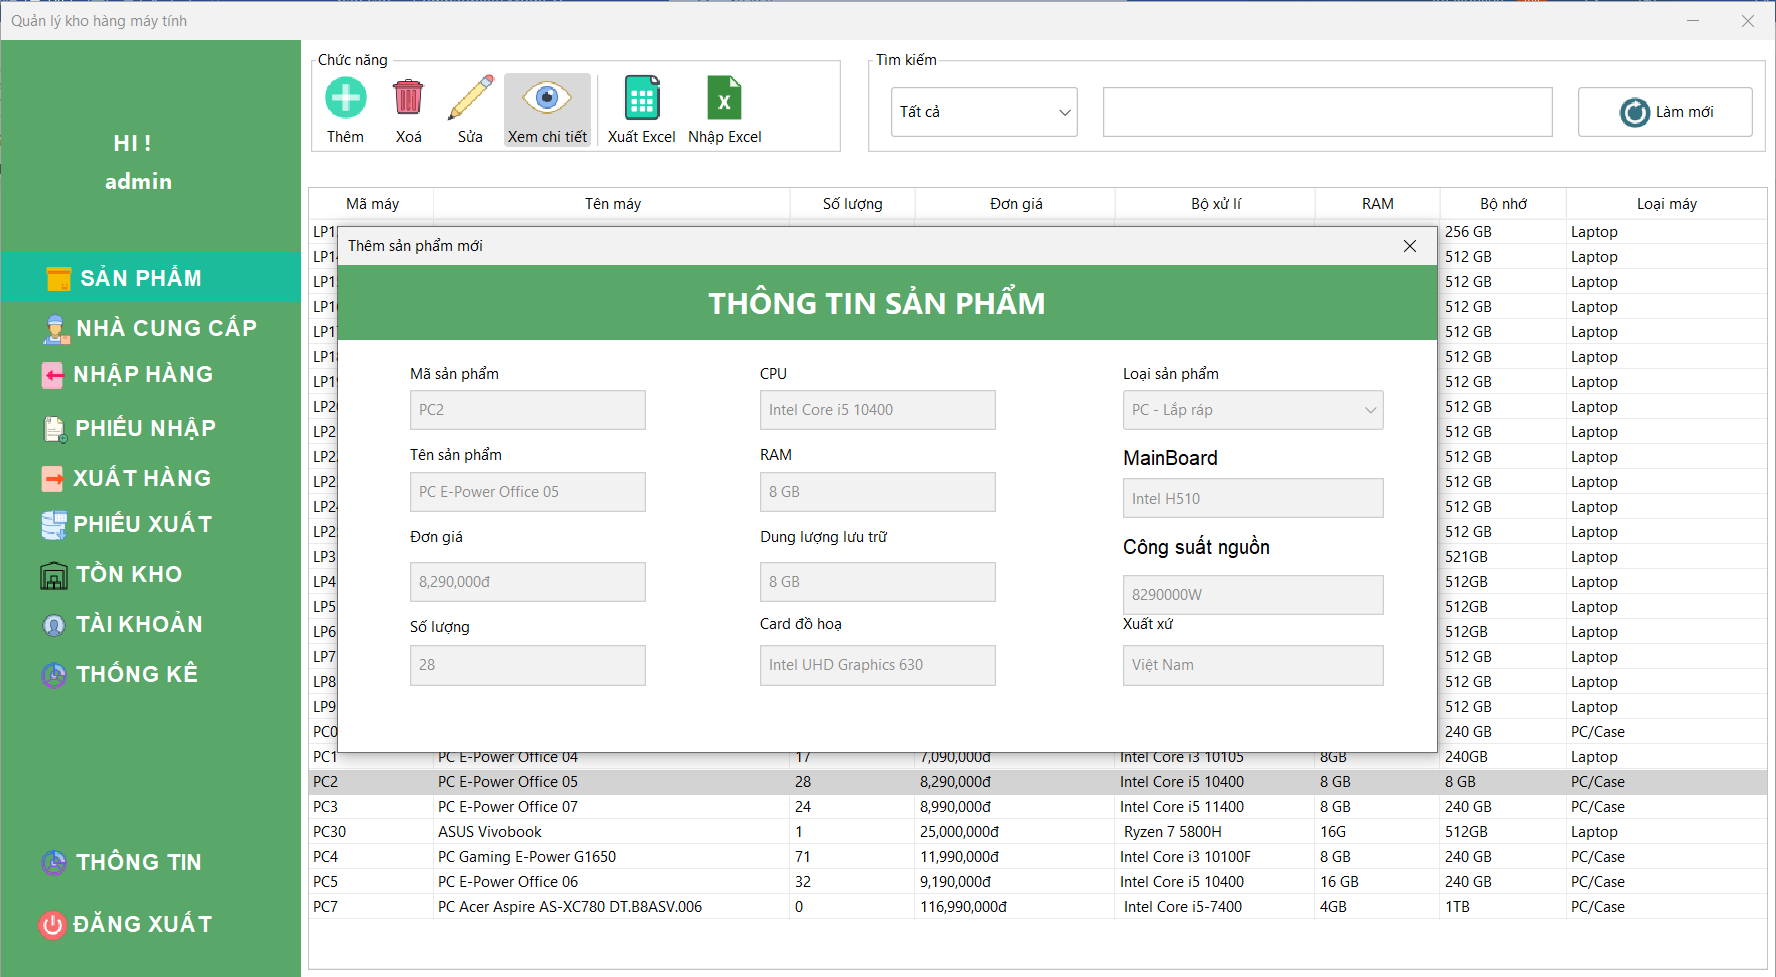 Quản lý kho hàng máy tính
HI !
admin
SẢN PHẨM
NHÀ CUNG CẤP
NHẬP HÀNG
PHIẾU NHẬP
XUẤT HÀNG
PHIẾU XUẤT
TỒN KHO
TÀI KHOẢN
THỐNG KÊ
THÔNG TIN
ĐĂNG XUẤT
Chức năng
Thêm Xoá Sửa Xem chi tiết Xuất Excel Nhập Excel
Tìm kiếm
Tất cả
Làm mới
Mã máy Tên máy Số lượng Đơn giá Bộ xử lí RAM Bộ nhớ Loại máy
256 GB Laptop
512 GB Laptop
512 GB Laptop
512 GB Laptop
512 GB Laptop
512 GB Laptop
512 GB Laptop
512 GB Laptop
512 GB Laptop
512 GB Laptop
512 GB Laptop
512 GB Laptop
512 GB Laptop
LP3 521GB Laptop
LP4 512GB Laptop
LP5 512GB Laptop
LP6 512GB Laptop
LP7 512 GB Laptop
LP8 512 GB Laptop
LP9 512 GB Laptop
PC0 240 GB PC/Case
PC1 PC E-Power Office 04 17 7,090,000đ Intel Core i3 10105 8GB 240GB Laptop
PC2 PC E-Power Office 05 28 8,290,000đ Intel Core i5 10400 8 GB 8 GB PC/Case
PC3 PC E-Power Office 07 24 8,990,000đ Intel Core i5 11400 8 GB 240 GB PC/Case
PC30 ASUS Vivobook 1 25,000,000đ Ryzen 7 5800H 16G 512GB Laptop
PC4 PC Gaming E-Power G1650 71 11,990,000đ Intel Core i3 10100F 8 GB 240 GB PC/Case
PC5 PC E-Power Office 06 32 9,190,000đ Intel Core i5 10400 16 GB 240 GB PC/Case
PC7 PC Acer Aspire AS-XC780 DT.B8ASV.006 0 116,990,000đ Intel Core i5-7400 4GB 1TB PC/Case
Thêm sản phẩm mới
THÔNG TIN SẢN PHẨM
Mã sản phẩm
PC2
Tên sản phẩm
PC E-Power Office 05
Đơn giá
8,290,000đ
Số lượng
28
CPU
Intel Core i5 10400
RAM
8 GB
Dung lượng lưu trữ
8 GB
Card đồ hoạ
Intel UHD Graphics 630
Loại sản phẩm
PC - Lắp ráp
MainBoard
Intel H510
Công suất nguồn
8290000W
Xuất xứ
Việt Nam